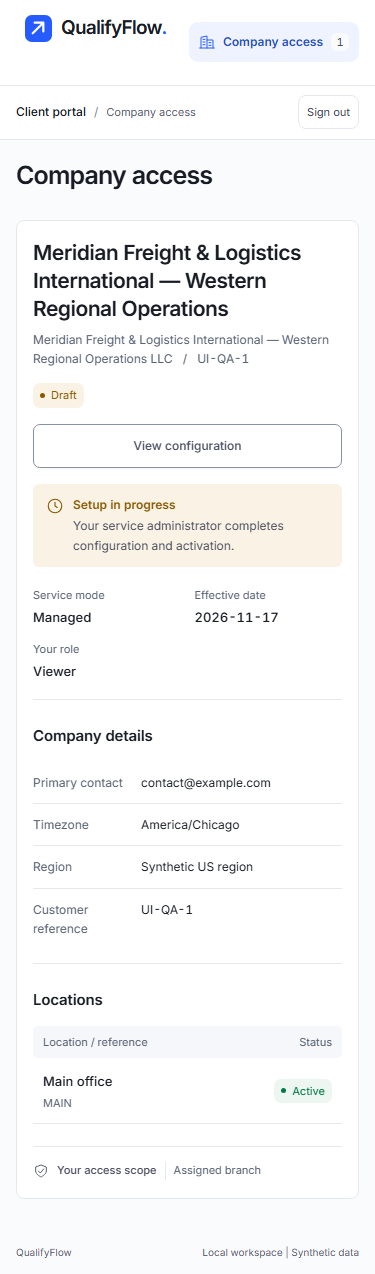 QualifyFlow.
Company access 1
Client portal / Company access
Sign out
Company access
Meridian Freight & Logistics
International — Western
Regional Operations
Meridian Freight & Logistics International — Western
Regional Operations LLC / UI-QA-1
Draft
View configuration
Setup in progress
Your service administrator completes
configuration and activation.
Service mode
Managed
Effective date
2026-11-17
Your role
Viewer
Company details
Primary contact contact@example.com
Timezone America/Chicago
Region Synthetic US region
Customer
reference
UI-QA-1
Locations
Location / reference Status
Main office
MAIN
Active
Your access scope Assigned branch
QualifyFlow Local workspace | Synthetic data